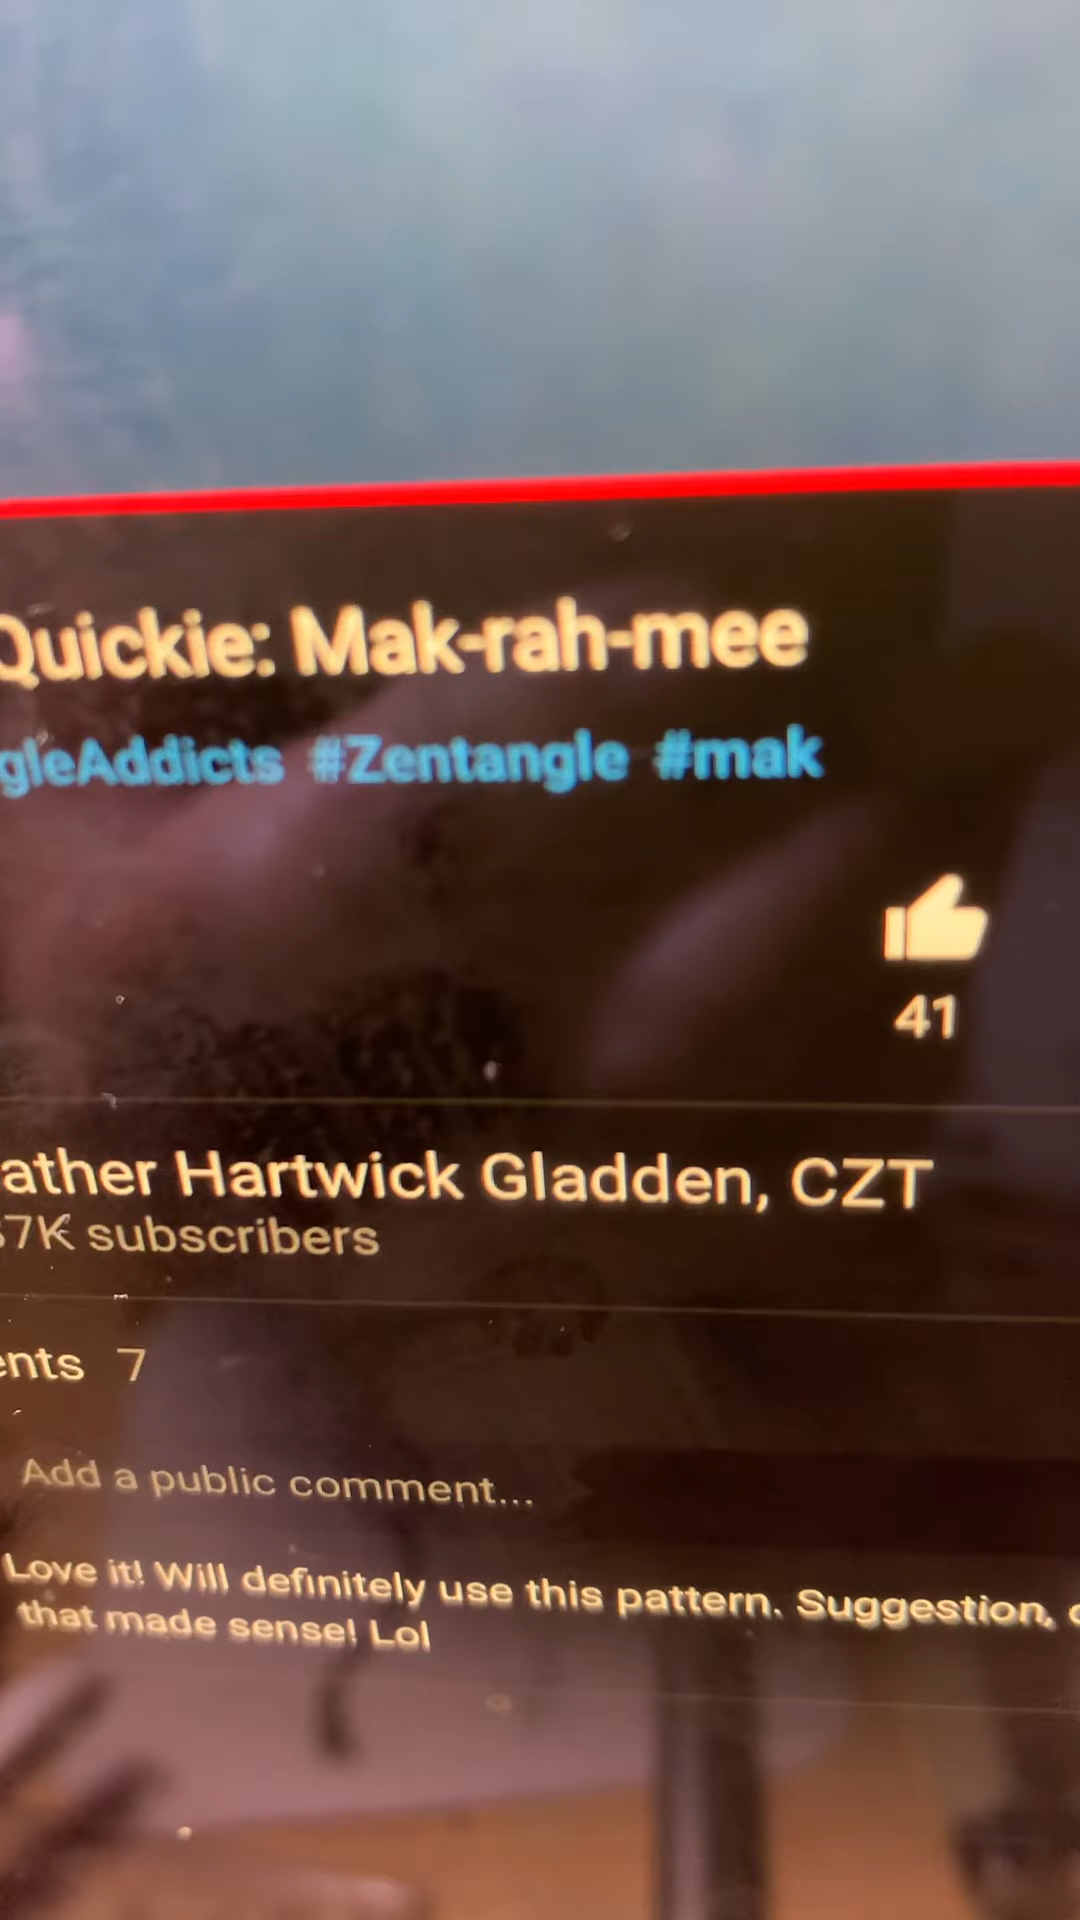 Quickie: Mak-rah-mee
gleAddicts #Zentangle #mak
41
ather Hartwick Gladden, CZT
37K subscribers
ents 7
Add a public comment...
Love it! Will definitely use this pattern. Suggestion,
that made sense! Lol